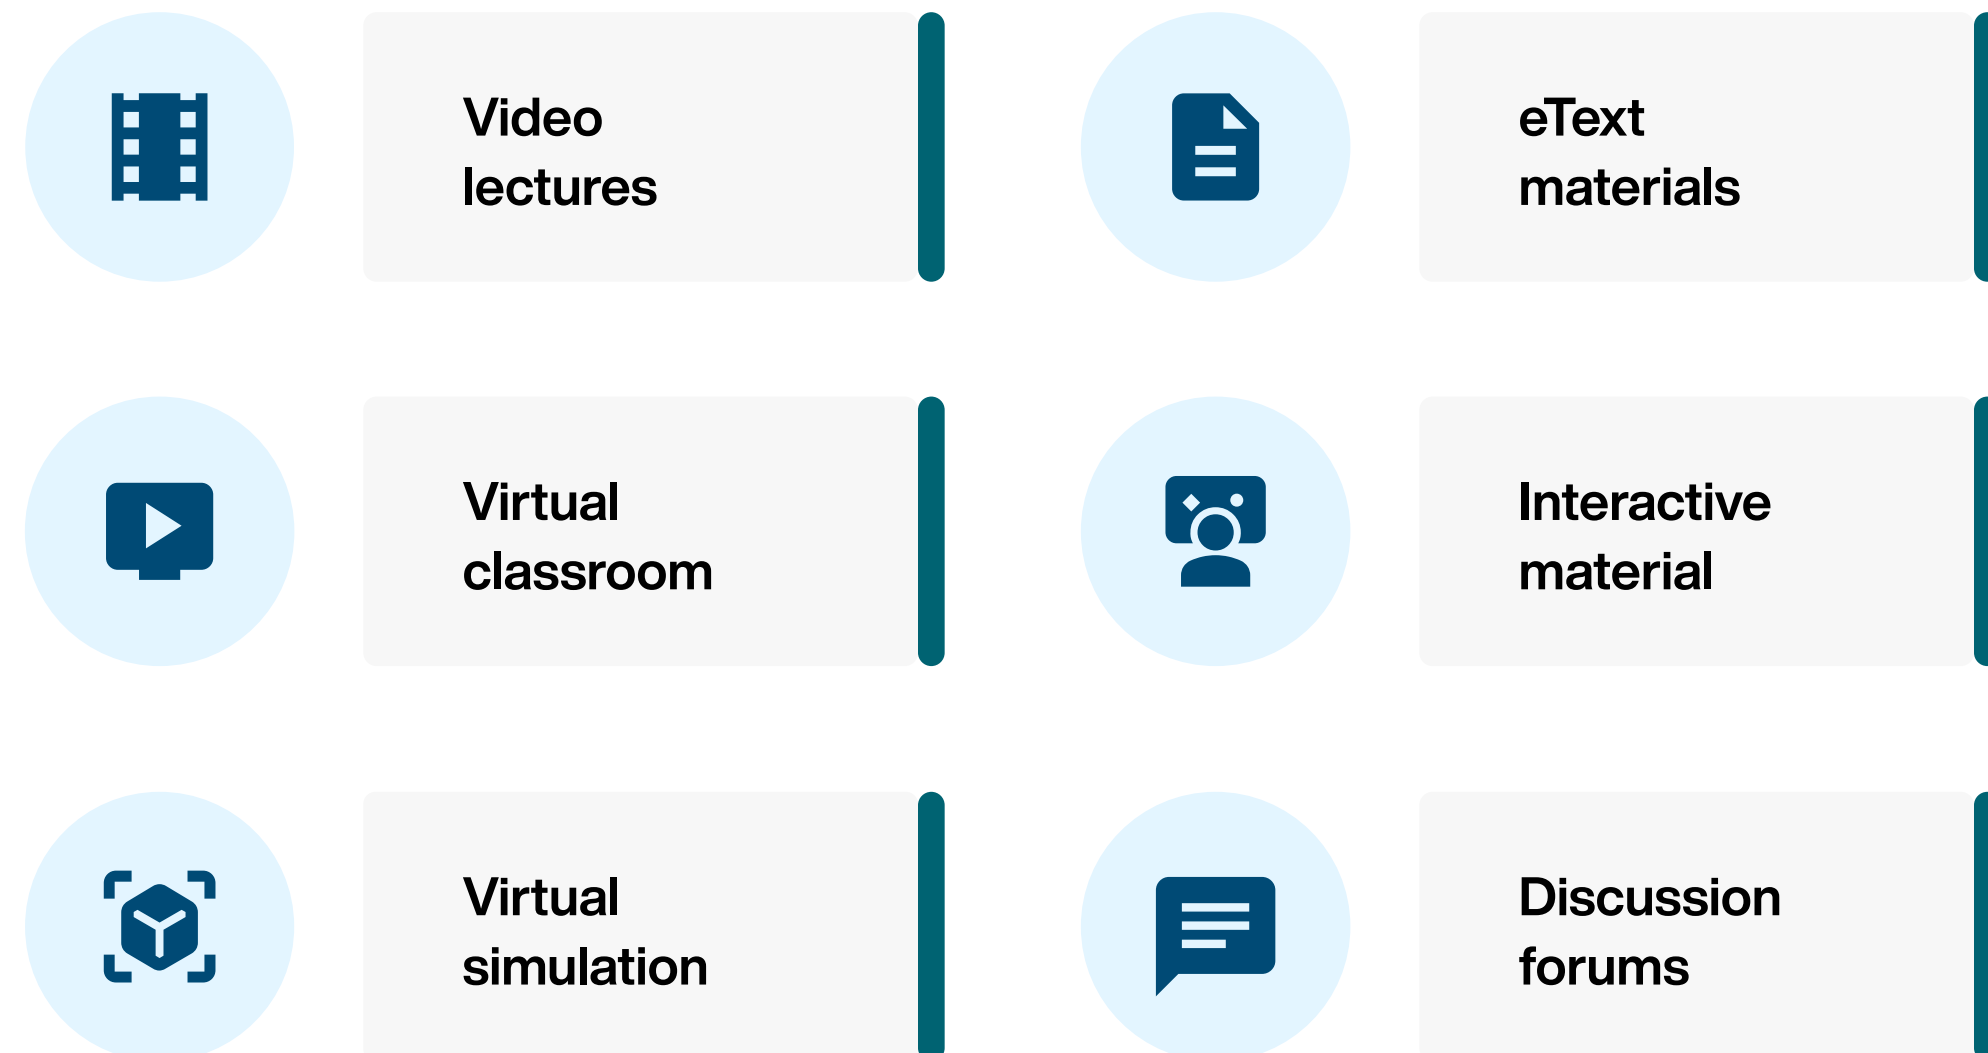 Video
lectures
eText
materials
Virtual
classroom
Interactive
material
Virtual
simulation
Discussion
forums